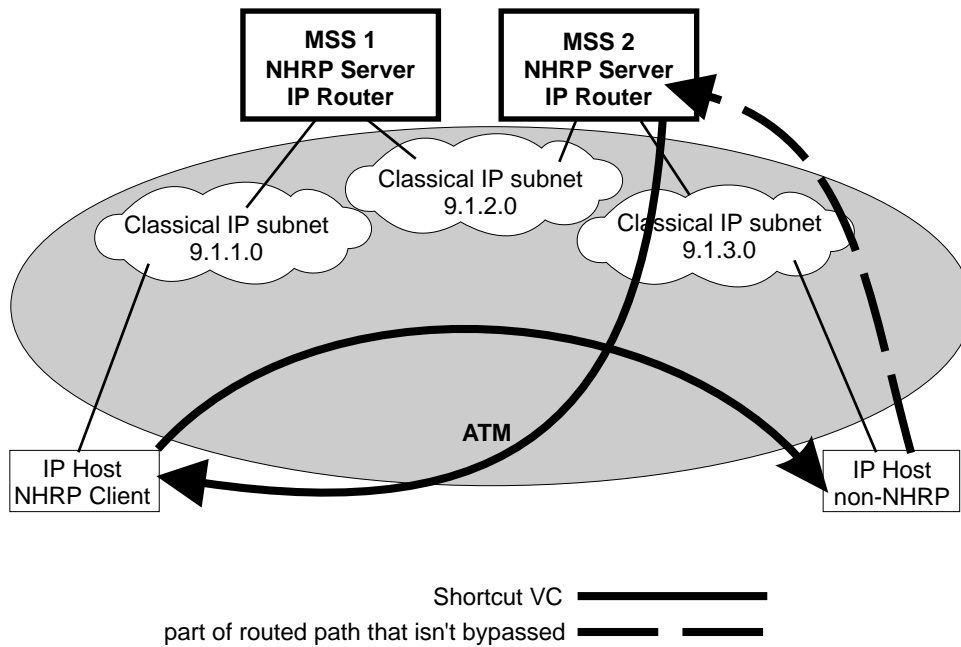 MSS 1
NHRP Server
IP Router
MSS 2
NHRP Server
IP Router
Classical IP subnet
9.1.2.0
Classical IP subnet
9.1.1.0
Classical IP subnet
9.1.3.0
ATM
IP Host
NHRP Client
IP Host
non-NHRP
Shortcut VC
part of routed path that isn't bypassed